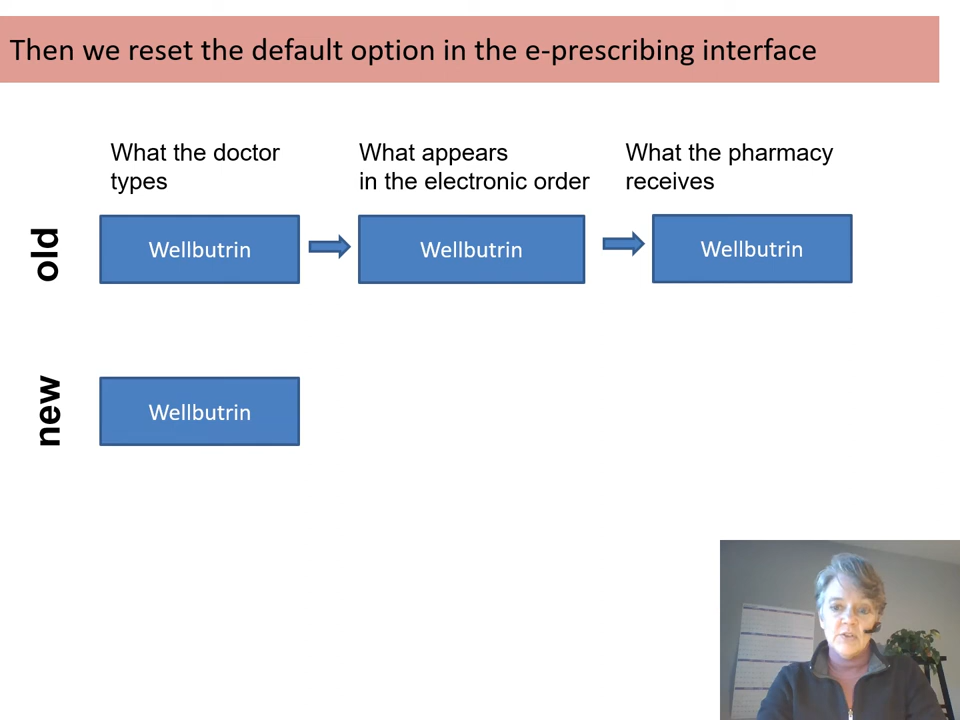 Then we reset the default option in the e-prescribing interface
What the doctor
types
What appears
in the electronic order
What the pharmacy
receives
old
Wellbutrin
Wellbutrin
Wellbutrin
new
Wellbutrin